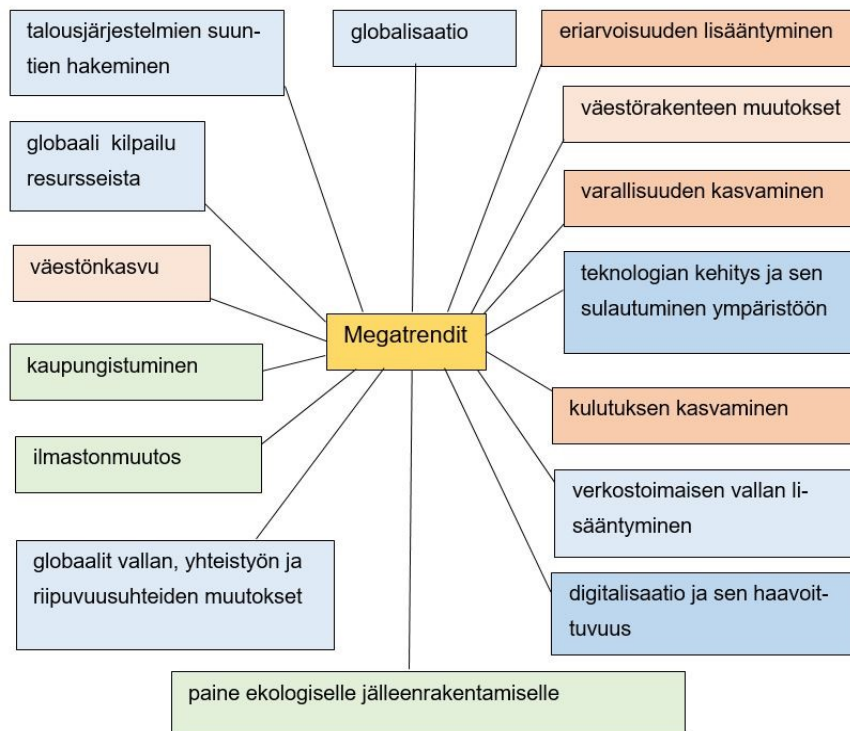 talousjärjestelmien suun-
tien hakeminen
globalisaatio
eriarvoisuuden lisääntyminen
väestörakenteen muutokset
globaali kilpailu
resursseista
varallisuuden kasvaminen
väestönkasvu
teknologian kehitys ja sen
sulautuminen ympäristöön
Megatrendit
kaupungistuminen
kulutuksen kasvaminen
ilmastonmuutos
verkostoimaisen vallan li-
sääntyminen
globaalit vallan, yhteistyön ja
riipuvuusuhteiden muutokset
digitalisaatio ja sen haavoit-
tuvuus
paine ekologiselle jälleenrakentamiselle